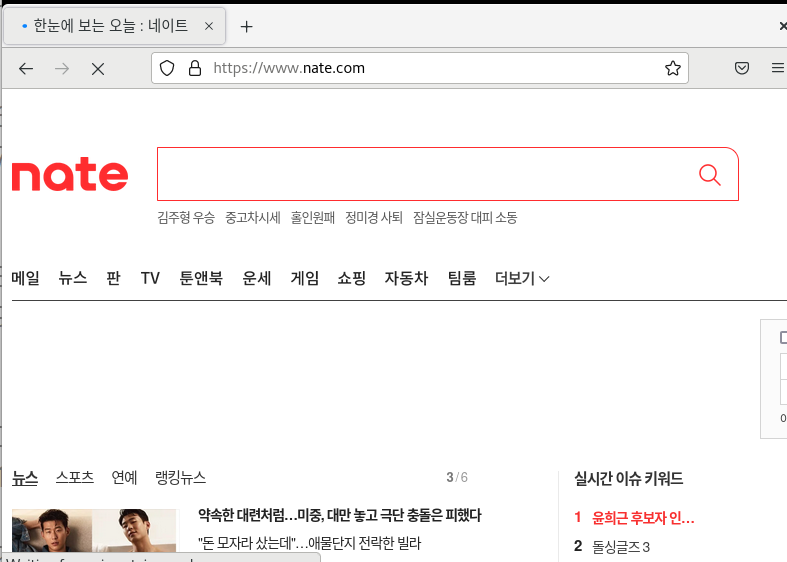 한눈에 보는 오늘 : 네이트
https://www.nate.com
nate
김주형 우승 중고차시세 홀인원패 정미경 사퇴 잠실운동장 대피 소동
메일 뉴스 판 TV 툰앤북 운세 게임 쇼핑 자동차 팀룸 더보기
뉴스 스포츠 연예 랭킹뉴스 3/6
실시간 이슈 키워드
약속한 대련처럼…미중, 대만 놓고 극단 충돌은 피했다
"돈 모자라 샀는데"…애물단지 전락한 빌라
1 윤희근 후보자 인…
2 돌싱글즈 3